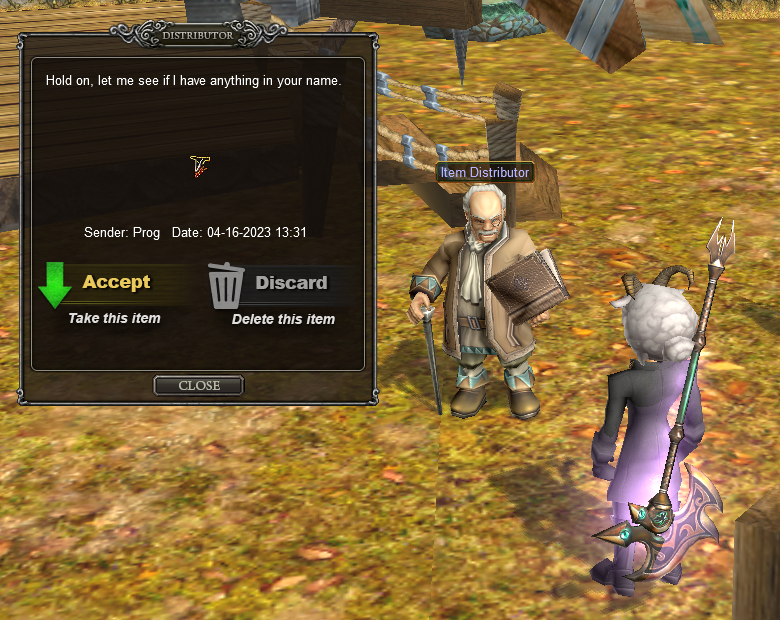 DISTRIBUTOR
Hold on, let me see if I have anything in your name.
Item Distributor
Sender: Prog Date: 04-16-2023 13:31
Accept
Take this item
Discard
Delete this item
CLOSE